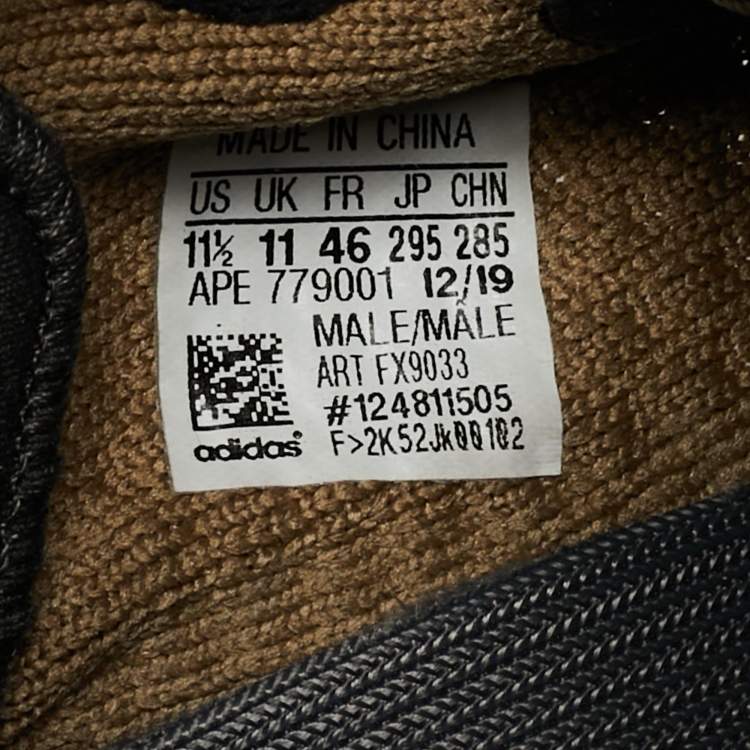 MADE IN CHINA
US UK FR JP CHN
11½ 11 46 295 285
APE 779001 12/19
MALE/MÂLE
ART FX9033
#124811505
F>2K52Jk00102
adidas